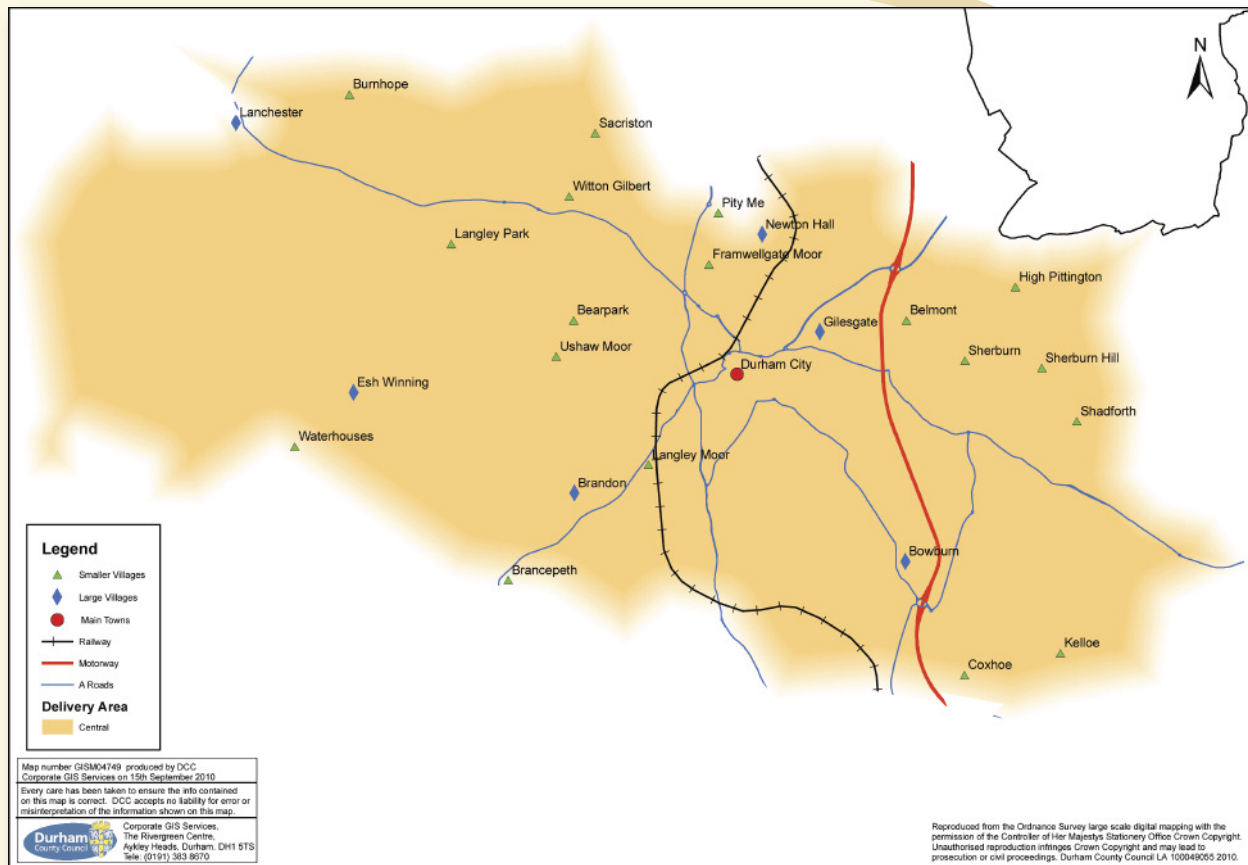 N
Burnhope
Lanchester
Sacriston
Witton Gilbert
Pity Me
Newton Hall
Langley Park
Framwellgate Moor
High Pittington
Bearpark
Gilesgate
Belmont
Ushaw Moor
Durham City
Sherburn
Sherburn Hill
Esh Winning
Shadforth
Waterhouses
Langley Moor
Brandon
Bowburn
Brancepeth
Kelloe
Coxhoe
Legend
Smaller Villages
Large Villages
Main Towns
Railway
Motorway
A Roads
Delivery Area
Central
Map number GISM04749 produced by DCC
Corporate GIS Services on 15th September 2010
Every care has been taken to ensure the info contained
on this map is correct. DCC accepts no liability for error or
misinterpretation of the information shown on this map.
Durham
County Council
Corporate GIS Services,
The Rivergreen Centre,
Aykley Heads, Durham. DH1 5TS
Tele: (0191) 383 8670
Reproduced from the Ordnance Survey large scale digital mapping with the
permission of the Controller of Her Majestys Stationery Office Crown Copyright.
Unauthorised reproduction infringes Crown Copyright and may lead to
prosecution or civil proceedings. Durham County Council LA 100049055 2010.